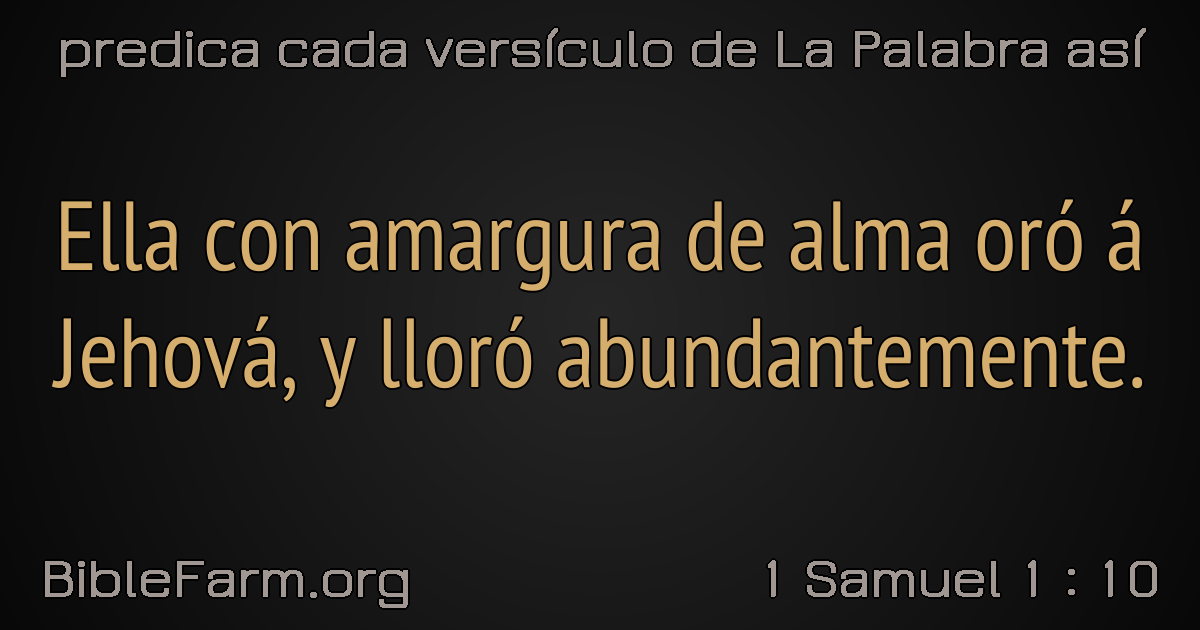 predica cada versículo de La Palabra así
Ella con amargura de alma oró á
Jehová, y lloró abundantemente.
BibleFarm.org
1 Samuel 1 : 10